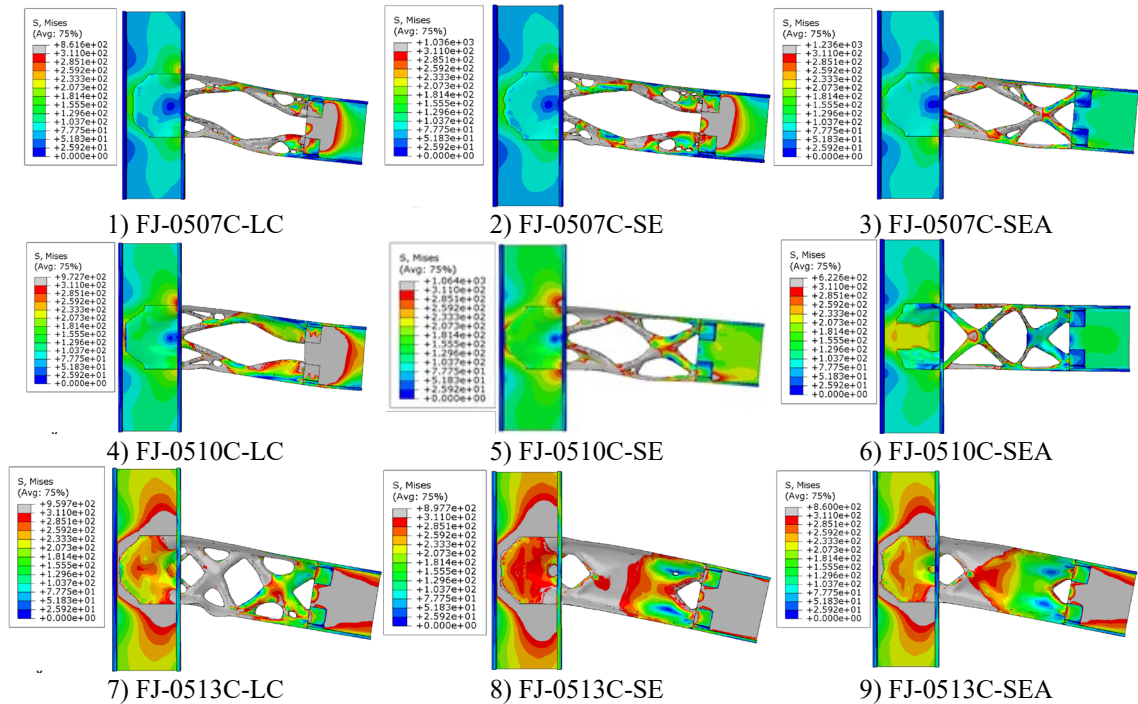 S, Mises
(Avg: 75%)
+8.616e+02
+3.110e+02
+2.851e+02
+2.592e+02
+2.333e+02
+2.073e+02
+1.814e+02
+1.555e+02
+1.296e+02
+1.037e+02
+7.775e+01
+5.183e+01
+2.592e+01
+0.000e+00
1) FJ-0507C-LC
S, Mises
(Avg: 75%)
+1.036e+03
+3.110e+02
+2.851e+02
+2.592e+02
+2.333e+02
+2.073e+02
+1.814e+02
+1.555e+02
+1.296e+02
+1.037e+02
+7.775e+01
+5.183e+01
+2.592e+01
+0.000e+00
2) FJ-0507C-SE
S, Mises
(Avg: 75%)
+1.236e+03
+3.110e+02
+2.851e+02
+2.592e+02
+2.333e+02
+2.073e+02
+1.814e+02
+1.555e+02
+1.296e+02
+1.037e+02
+7.775e+01
+5.183e+01
+2.592e+01
+0.000e+00
3) FJ-0507C-SEA
S, Mises
(Avg: 75%)
+9.727e+02
+3.110e+02
+2.851e+02
+2.592e+02
+2.333e+02
+2.073e+02
+1.814e+02
+1.555e+02
+1.296e+02
+1.037e+02
+7.775e+01
+5.183e+01
+2.592e+01
+0.000e+00
4) FJ-0510C-LC
S, Mises
(Avg: 75%)
+1.064e+03
+3.110e+02
+2.851e+02
+2.592e+02
+2.333e+02
+2.073e+02
+1.814e+02
+1.555e+02
+1.296e+02
+1.037e+02
+7.775e+01
+5.183e+01
+2.592e+01
+0.000e+00
5) FJ-0510C-SE
S, Mises
(Avg: 75%)
+6.226e+02
+3.110e+02
+2.851e+02
+2.592e+02
+2.333e+02
+2.073e+02
+1.814e+02
+1.555e+02
+1.296e+02
+1.037e+02
+7.775e+01
+5.183e+01
+2.592e+01
+0.000e+00
6) FJ-0510C-SEA
S, Mises
(Avg: 75%)
+9.597e+02
+3.110e+02
+2.851e+02
+2.592e+02
+2.333e+02
+2.073e+02
+1.814e+02
+1.555e+02
+1.296e+02
+1.037e+02
+7.775e+01
+5.183e+01
+2.592e+01
+0.000e+00
7) FJ-0513C-LC
S, Mises
(Avg: 75%)
+8.977e+02
+3.110e+02
+2.851e+02
+2.592e+02
+2.333e+02
+2.073e+02
+1.814e+02
+1.555e+02
+1.296e+02
+1.037e+02
+7.775e+01
+5.183e+01
+2.592e+01
+0.000e+00
8) FJ-0513C-SE
S, Mises
(Avg: 75%)
+8.600e+02
+3.110e+02
+2.851e+02
+2.592e+02
+2.333e+02
+2.073e+02
+1.814e+02
+1.555e+02
+1.296e+02
+1.037e+02
+7.775e+01
+5.183e+01
+2.592e+01
+0.000e+00
9) FJ-0513C-SEA